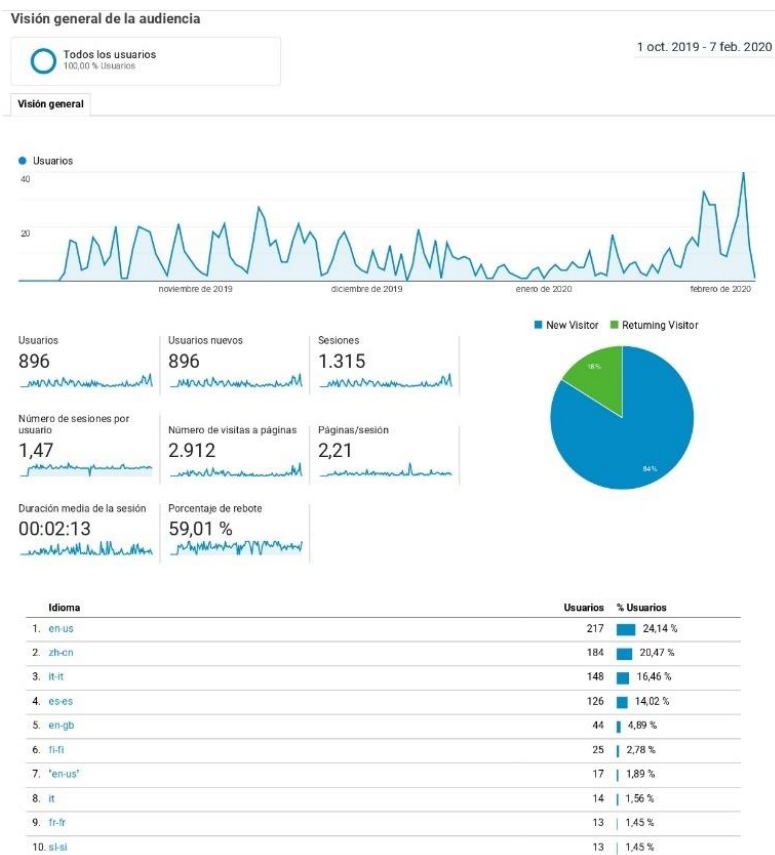 Visión general de la audiencia
Todos los usuarios
100,00 % Usuarios
1 oct. 2019 - 7 feb. 2020
Visión general
Usuarios
40
20
noviembre de 2019
diciembre de 2019
enero de 2020
febrero de 2020
New Visitor
Returning Visitor
16%
84%
Usuarios
896
Usuarios nuevos
896
Sesiones
1.315
Número de sesiones por
usuario
1,47
Número de visitas a páginas
2.912
Páginas/sesión
2,21
Duración media de la sesión
00:02:13
Porcentaje de rebote
59,01 %
Idioma Usuarios % Usuarios
1. en-us 217 24,14 %
2. zh-cn 184 20,47 %
3. it-it 148 16,46 %
4. es-es 126 14,02 %
5. en-gb 44 4,89 %
6. fi-fi 25 2,78 %
7. "en-us" 17 1,89 %
8. it 14 1,56 %
9. fr-fr 13 1,45 %
10. sl-si 13 1,45 %